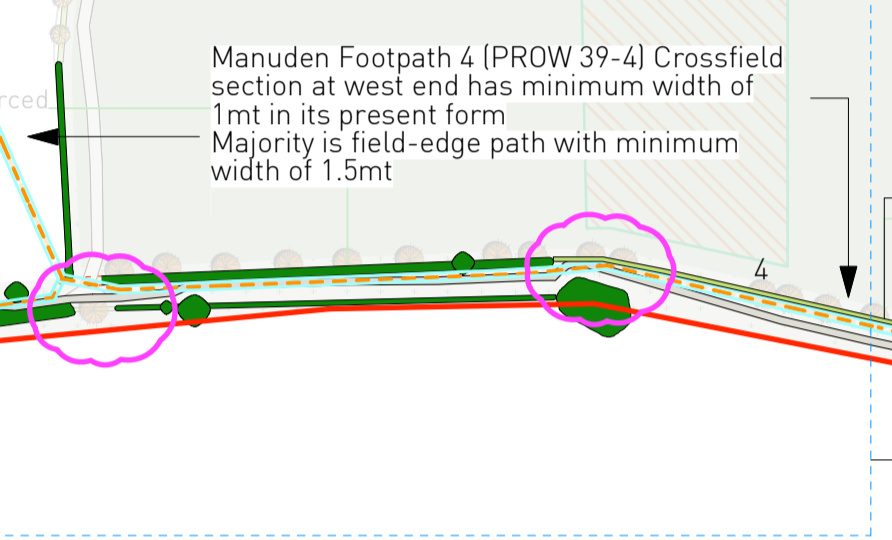 Manuden Footpath 4 (PROW 39-4) Crossfield
section at west end has minimum width of
1mt in its present form
Majority is field-edge path with minimum
width of 1.5mt
rced
4